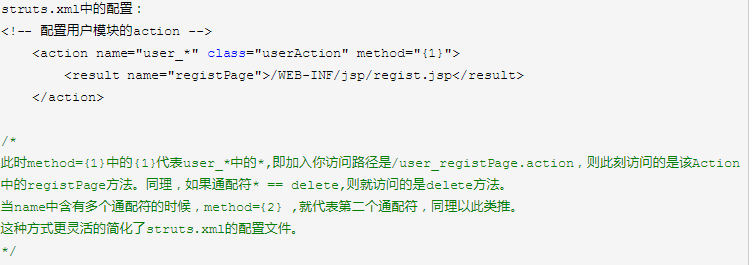 struts.xml中的配置：
<!-- 配置用户模块的action -->
<action name="user_*" class="userAction" method="{1}">
<result name="registPage">/WEB-INF/jsp/regist.jsp</result>
</action>
/*
此时method={1}中的{1}代表user_*中的*,即加入你访问路径是/user_registPage.action，则此刻访问的是该Action
中的registPage方法。同理，如果通配符* == delete,则就访问的是delete方法。
当name中含有多个通配符的时候，method={2} ,就代表第二个通配符，同理以此类推。
这种方式更灵活的简化了struts.xml的配置文件。
*/